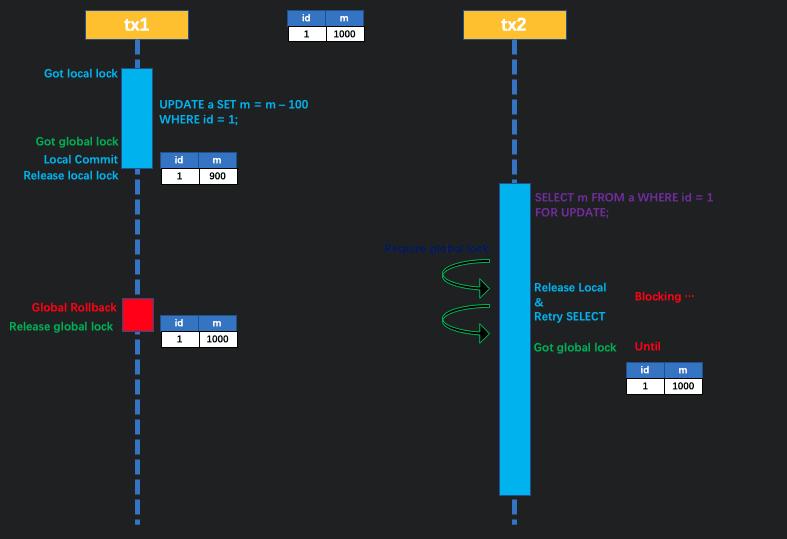 tx1
id m
1 1000
tx2
Got local lock
UPDATE a SET m = m – 100
WHERE id = 1;
Got global lock
Local Commit
Release local lock
id m
1 900
SELECT m FROM a WHERE id = 1
FOR UPDATE;
Require global lock
Release Local
&
Retry SELECT
Blocking ···
Global Rollback
Release global lock
id m
1 1000
Got global lock
Until
id m
1 1000